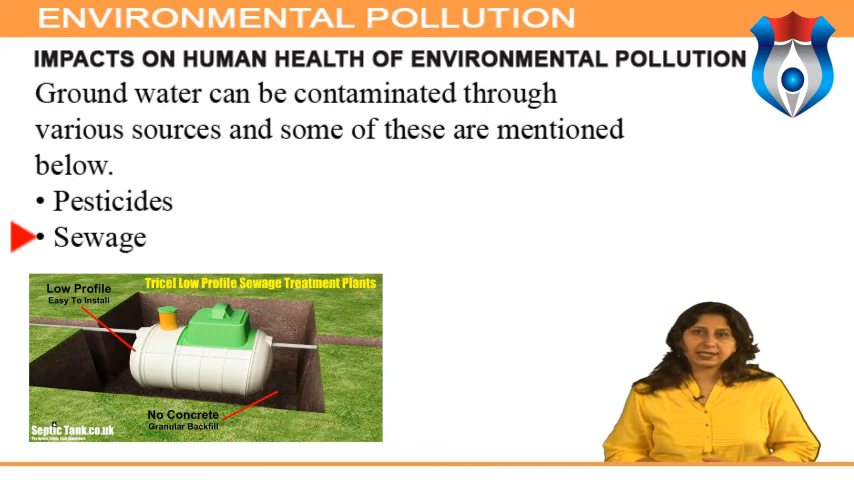 ENVIRONMENTAL POLLUTION
IMPACTS ON HUMAN HEALTH OF ENVIRONMENTAL POLLUTION
Ground water can be contaminated through
various sources and some of these are mentioned
below.
• Pesticides
• Sewage
Tricel Low Profile Sewage Treatment Plants
Low Profile
Easy To Install
No Concrete
Granular Backfill
Septic Tank.co.uk